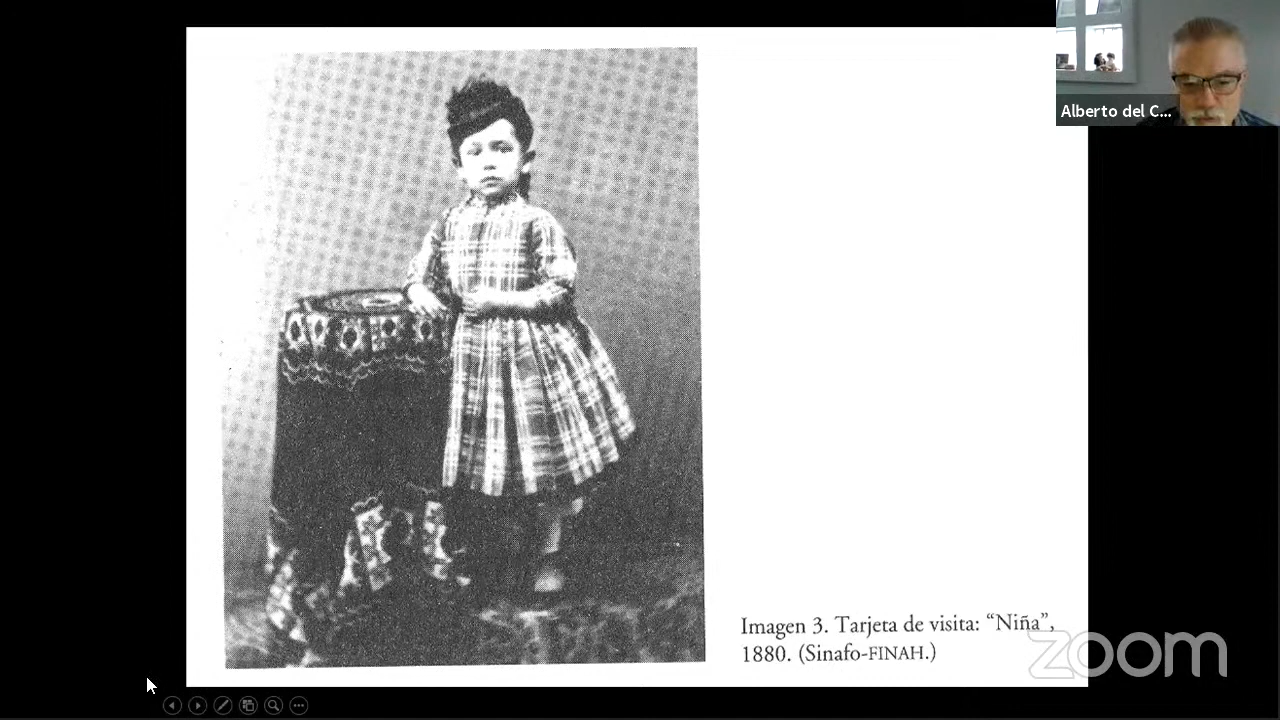 Alberto del C...
Imagen 3. Tarjeta de visita: “Niña”,
1880. (Sinafo-FINAH.)
zoom